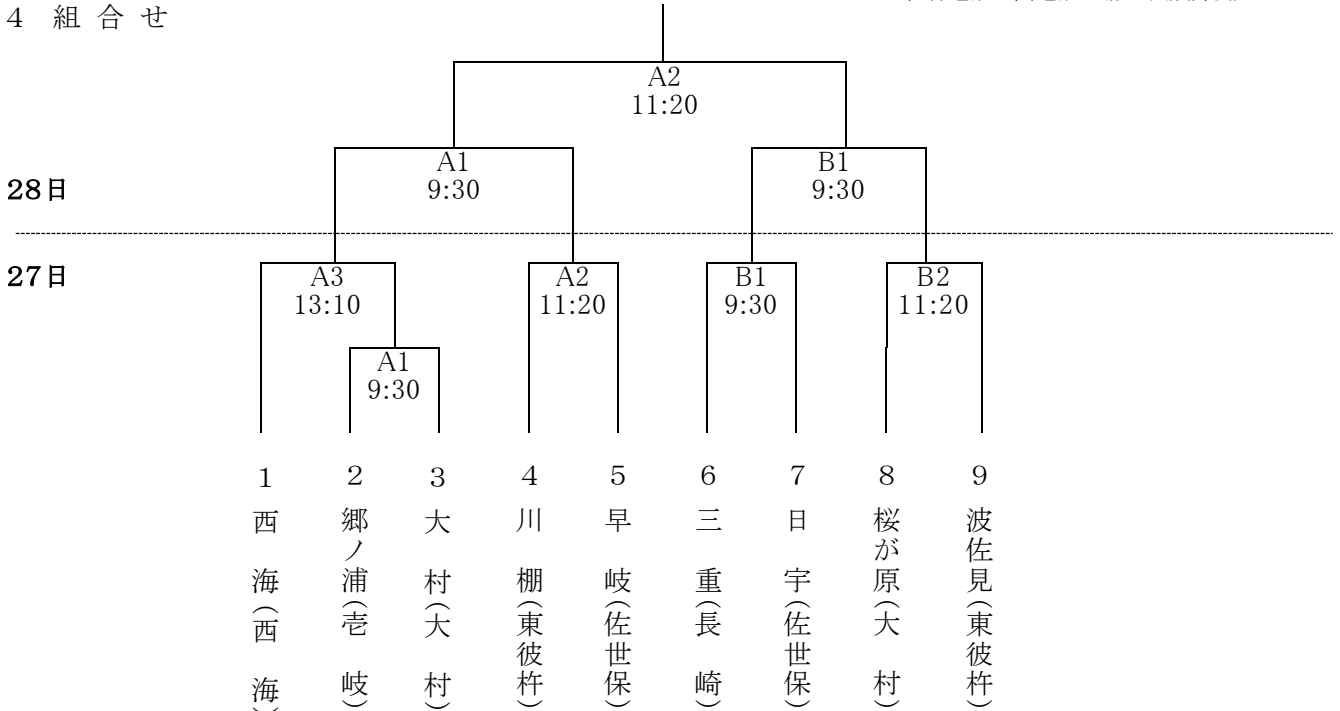 4 組 合 せ
A2
11:20
A1
9:30
B1
9:30
28日
27日
A3
13:10
A2
11:20
B1
9:30
B2
11:20
A1
9:30
1 2 3 4 5 6 7 8 9
西 海(西 海)
郷ノ浦(壱 岐)
大 村(大 村)
川 棚(東彼杵)
早 岐(佐世保)
三 重(長 崎)
日 宇(佐世保)
桜が原(大 村)
波佐見(東彼杵)